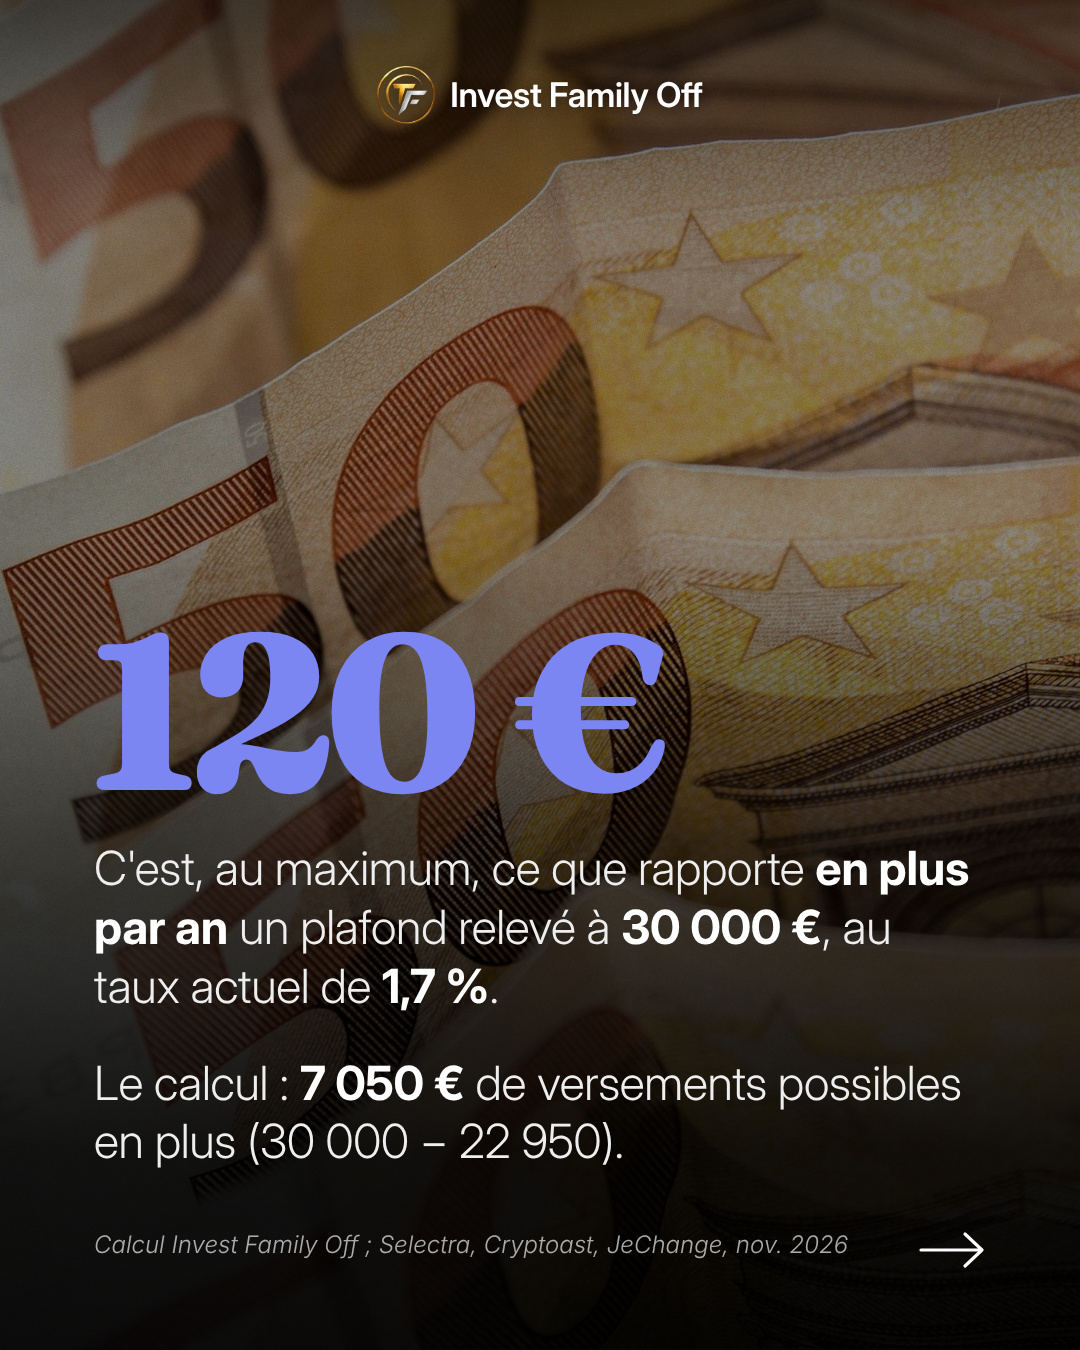 Invest Family Off
120 €
C'est, au maximum, ce que rapporte en plus
par an un plafond relevé à 30 000 €, au
taux actuel de 1,7 %.
Le calcul : 7 050 € de versements possibles
en plus (30 000 – 22 950).
Calcul Invest Family Off ; Selectra, Cryptoast, JeChange, nov. 2026